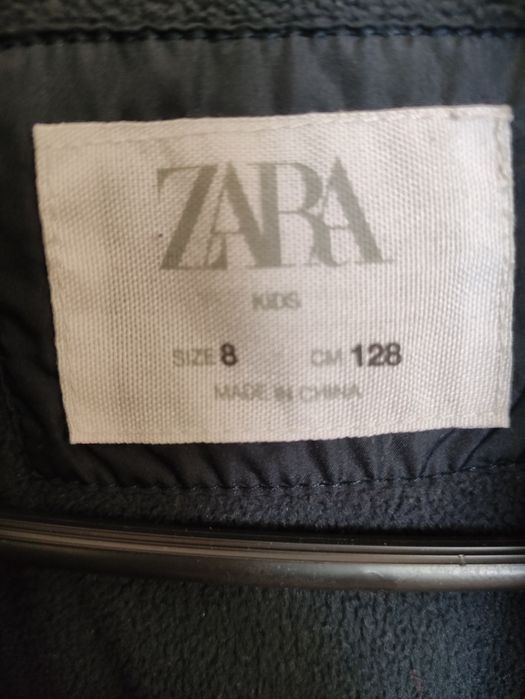 ZARA
KIDS
SIZE 8 CM 128
MADE IN CHINA